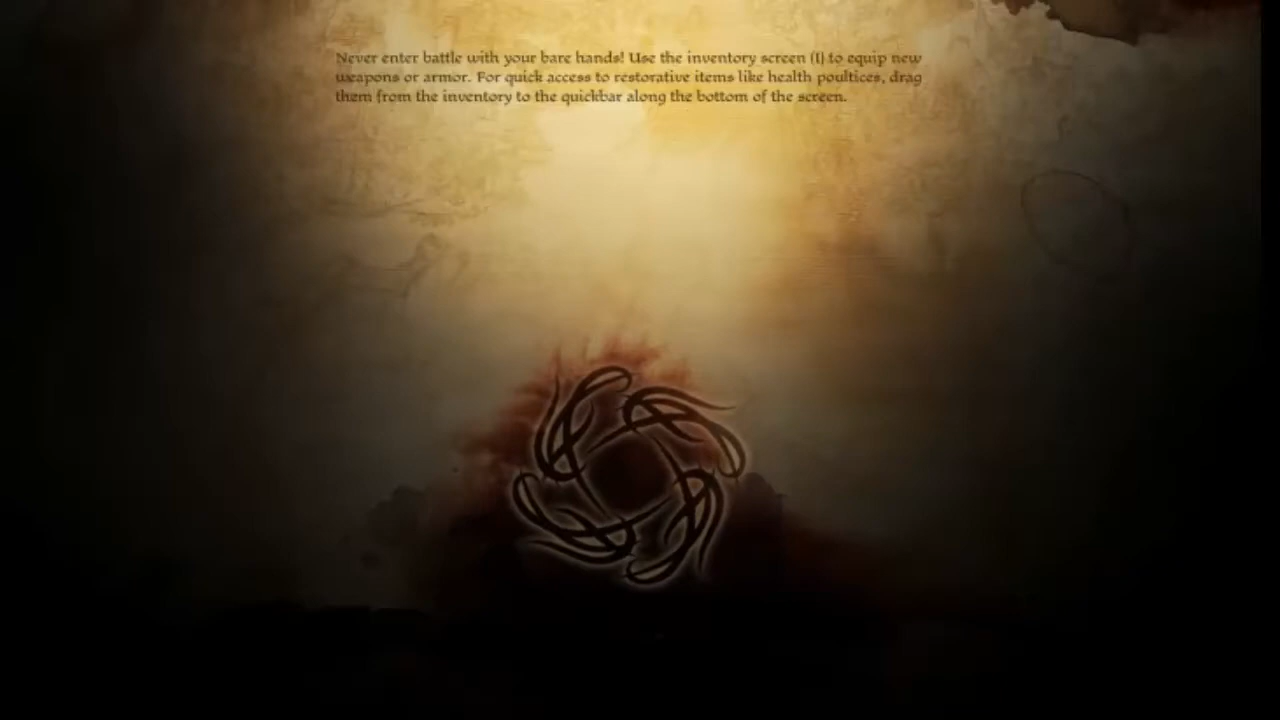 Never enter battle with your bare hands! Use the inventory screen (I) to equip new
weapons or armor. For quick access to restorative items like health poultices, drag
them from the inventory to the quickbar along the bottom of the screen.